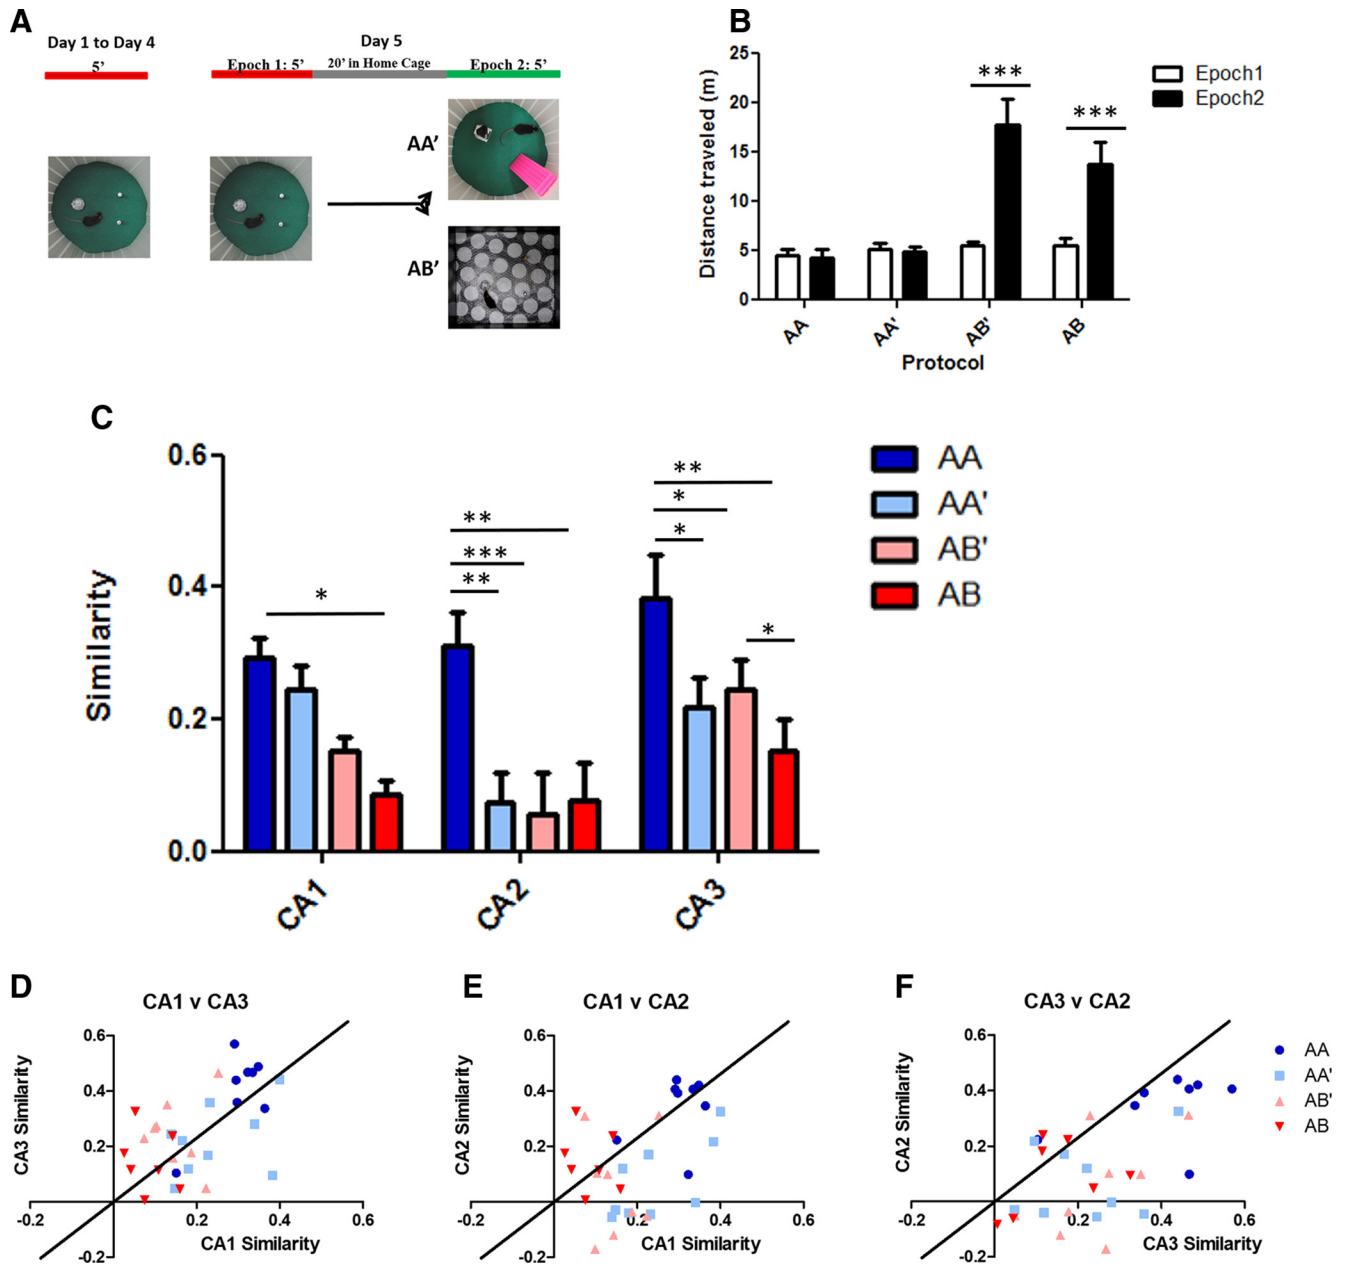 A
Day 1 to Day 4
5'
Day 5
Epoch 1: 5'
20' in Home Cage
Epoch 2: 5'
AA'
AB'
B
Distance traveled (m)
25
20
15
10
5
0
***
***
Epoch1
Epoch2
AA
AA'
AB'
AB
Protocol
C
Similarity
0.6
0.4
0.2
0.0
*
**
***
**
**
*
*
*
AA
AA'
AB'
AB
CA1
CA2
CA3
D
CA1 v CA3
CA3 Similarity
0.6
0.4
0.2
-0.2
-0.2
0.2
0.4
0.6
CA1 Similarity
E
CA1 v CA2
CA2 Similarity
0.6
0.4
0.2
-0.2
-0.2
0.2
0.4
0.6
CA1 Similarity
F
CA3 v CA2
CA2 Similarity
0.6
0.4
0.2
-0.2
-0.2
0.2
0.4
0.6
CA3 Similarity
AA
AA'
AB'
AB